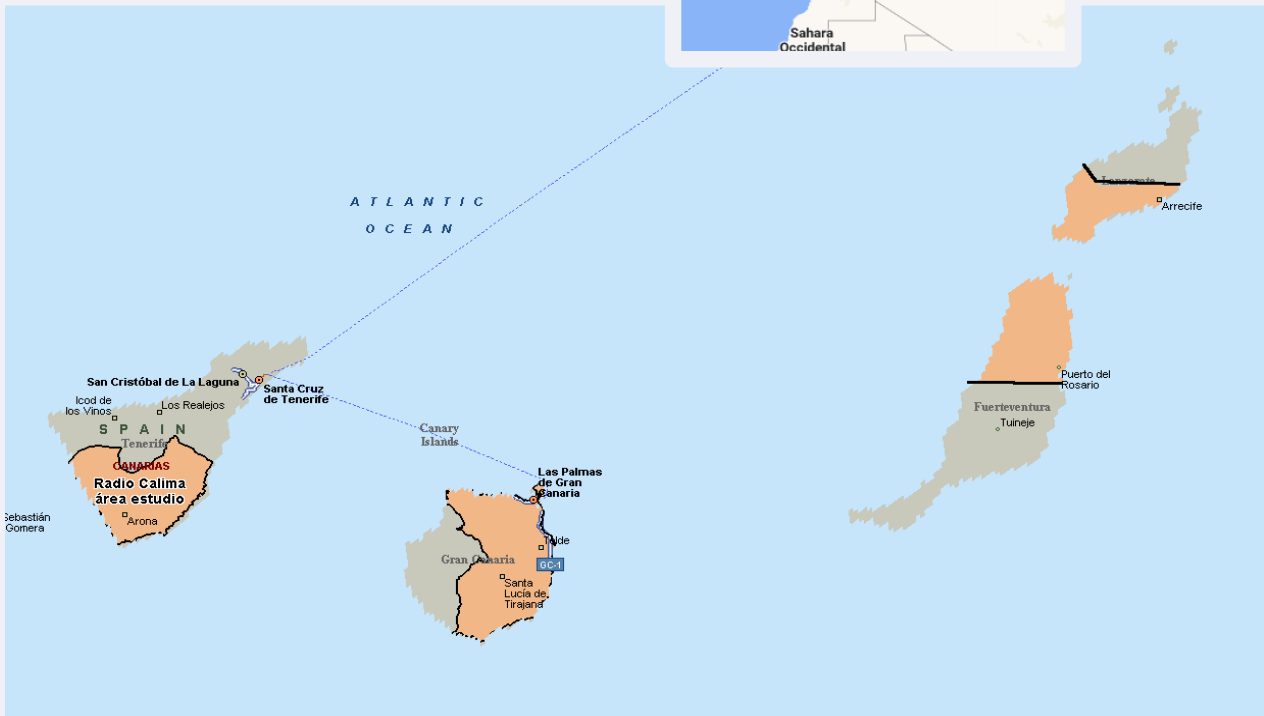 Sahara
Occidental
ATLANTIC
OCEAN
Lanzarote
Arrecife
Puerto del
Rosario
Fuerteventura
Tuineje
San Cristóbal de La Laguna
Santa Cruz
de Tenerife
Icod de
los Vinos
Los Realejos
SPAIN
Tenerife
CANARIAS
Radio Calima
área estudio
Arona
Sebastián
Gomera
Canary
Islands
Las Palmas
de Gran
Canaria
Telde
Gran Canaria
GC-1
Santa
Lucía de
Tirajana